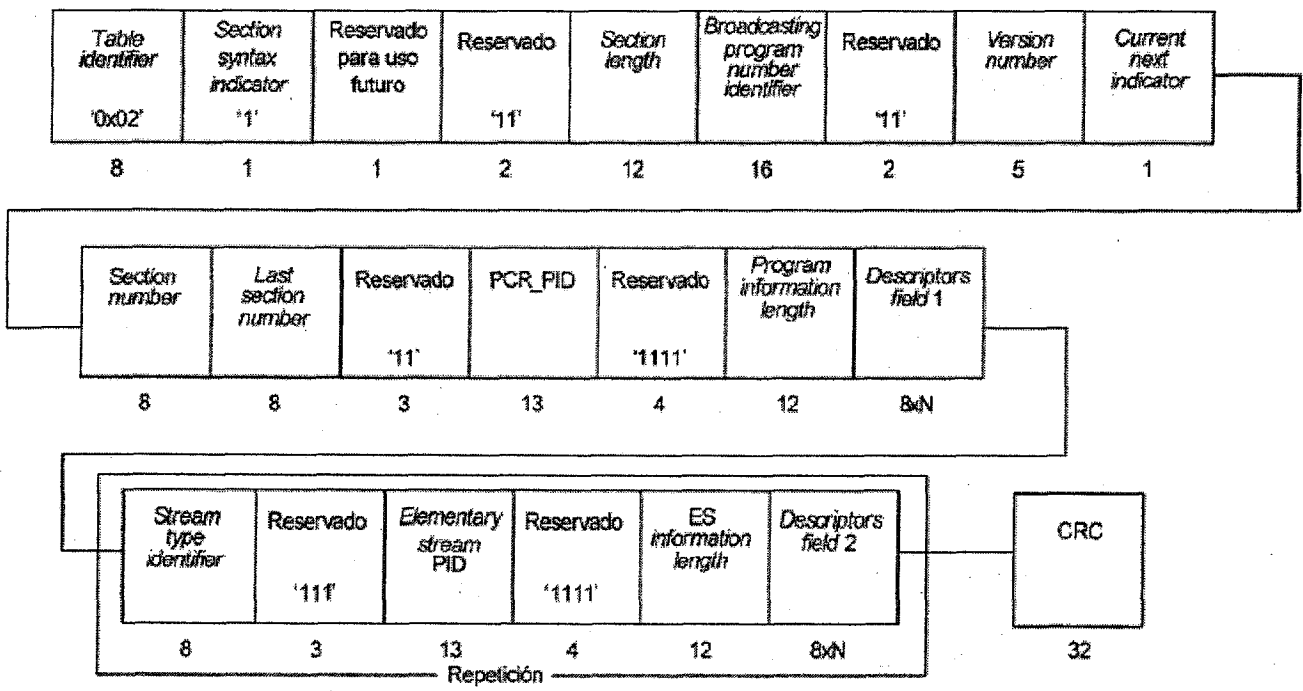 Table identifier '0x02'
Section syntax indicator '1'
Reservado para uso futuro
Reservado '11'
Section length
Broadcasting program number identifier
Reservado '11'
Version number
Current next indicator
8 1 1 2 12 16 2 5 1
Section number
Last section number
Reservado '11'
PCR_PID
Reservado '1111'
Program information length
Descriptors field 1
8 8 3 13 4 12 8xN
Stream type identifier
Reservado '111'
Elementary stream PID
Reservado '1111'
ES information length
Descriptors field 2
CRC
8 3 13 4 12 8xN 32
Repetición